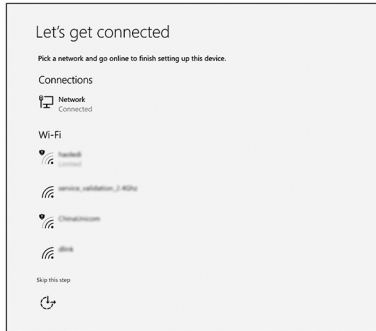 Let's get connected
Pick a network and go online to finish setting up this device.
Connections
Network
Connected
Wi-Fi
Limited
service_validation_2.4Ghz
ChinaUnicom
dlink
Skip this step